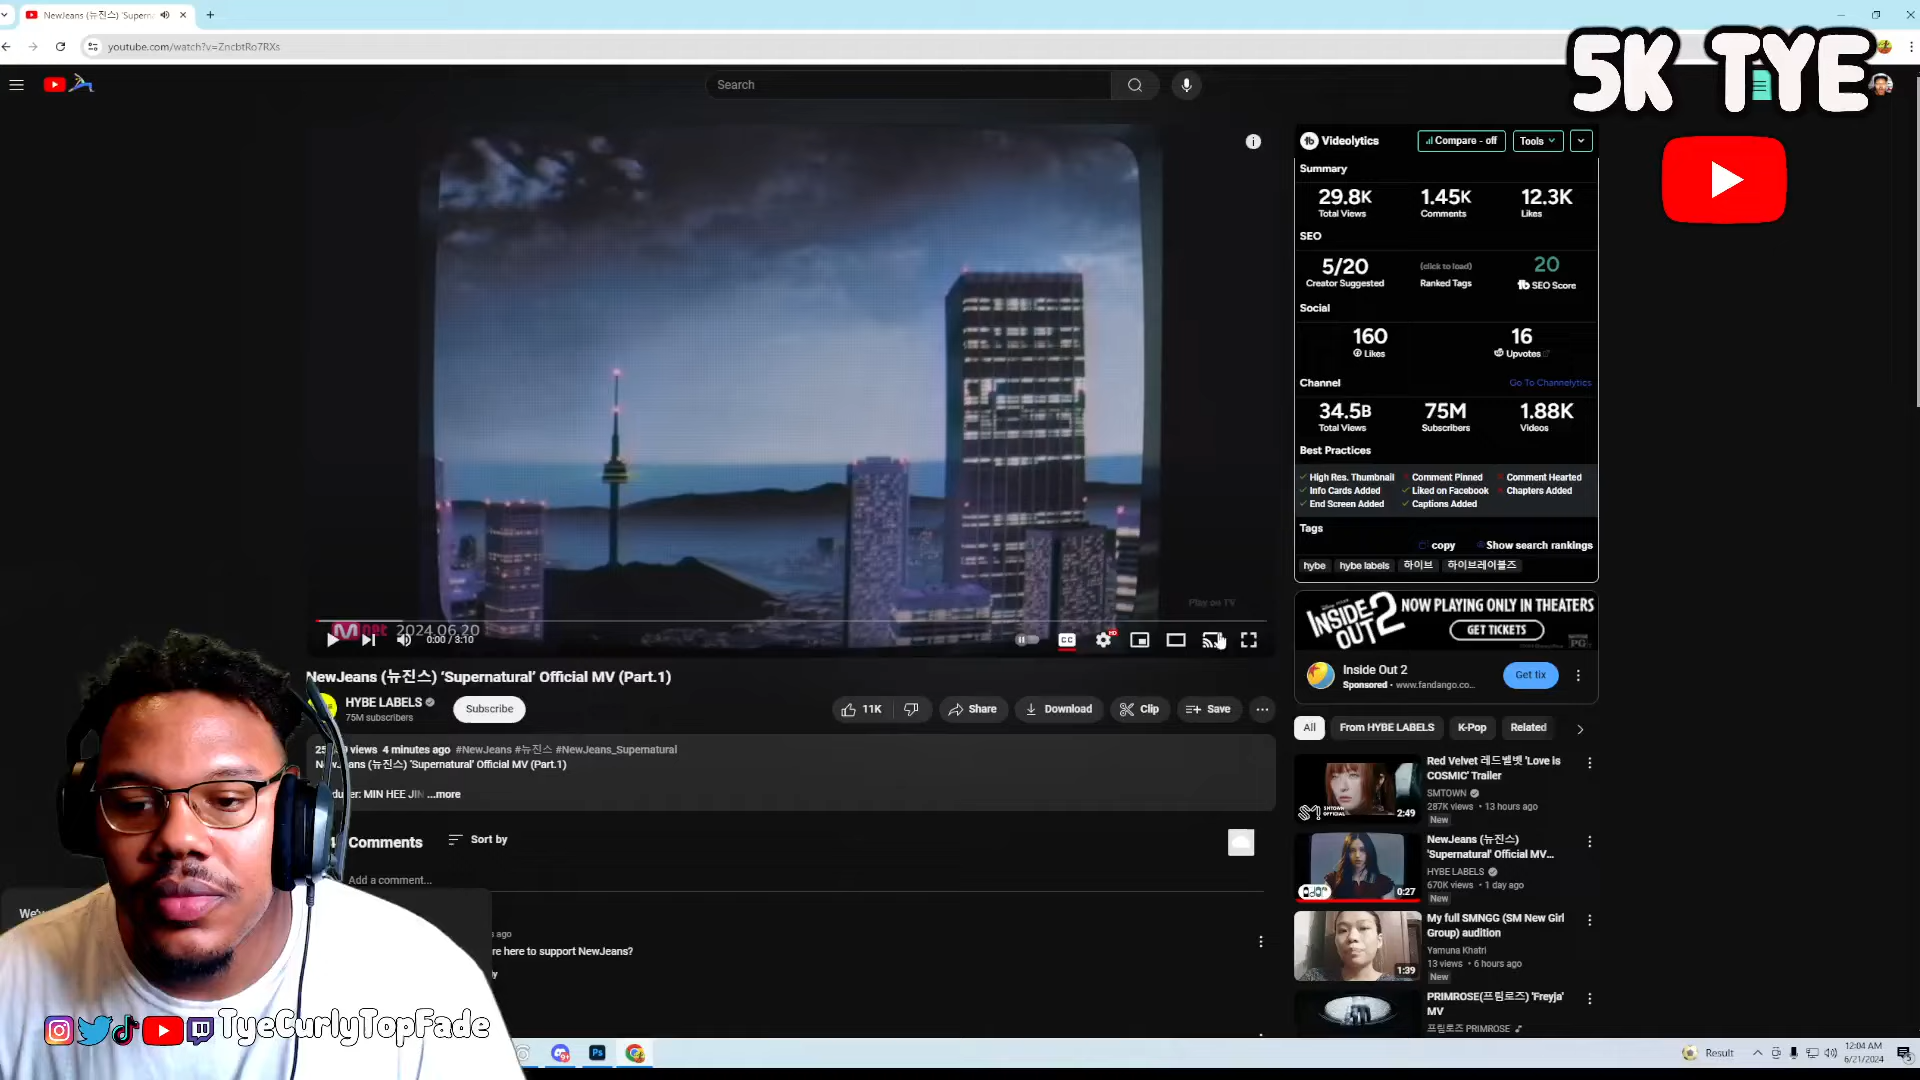 NewJeans (뉴진스) 'Superna
youtube.com/watch?v=ZncbtRo7RXs
5K TYE
Search
Videolytics
Compare - off
Tools
Summary
29.8K
1.45K
12.3K
Total Views
Comments
Likes
SEO
5/20
(click to load)
20
Creator Suggested
Ranked Tags
SEO Score
Social
160
16
Likes
Upvotes
Channel
Go To Channelytics
34.5B
75M
1.88K
Total Views
Subscribers
Videos
Best Practices
High Res. Thumbnail
Comment Pinned
Comment Hearted
Info Cards Added
Liked on Facebook
Chapters Added
End Screen Added
Captions Added
Tags
copy
Show search rankings
hybe
hybe labels
하이브
하이브레이블즈
Play on TV
Mnet 2024.06.20
0:00 / 3:10
CC
HD
NewJeans (뉴진스) ‘Supernatural’ Official MV (Part.1)
HYBE LABELS
75M subscribers
Subscribe
11K
Share
Download
Clip
Save
views 4 minutes ago #NewJeans #뉴진스 #NewJeans_Supernatural
(뉴진스) 'Supernatural' Official MV (Part.1)
MIN HEE JIN ...more
Comments
Sort by
Add a comment...
ago
here to support NewJeans?
INSIDE OUT 2
NOW PLAYING ONLY IN THEATERS
GET TICKETS
Inside Out 2
Sponsored · www.fandango.co...
Get tix
All
From HYBE LABELS
K-Pop
Related
Red Velvet 레드벨벳 'Love is
COSMIC' Trailer
SMTOWN
287K views • 13 hours ago
New
2:49
NewJeans (뉴진스)
'Supernatural' Official MV...
HYBE LABELS
670K views • 1 day ago
New
0:27
My full SMNGG (SM New Girl
Group) audition
Yamuna Khatri
13 views • 6 hours ago
New
1:39
PRIMROSE(프림로즈) 'Freyja'
MV
프림로즈 PRIMROSE
TyeCurlyTopFade
Ps
Result
12:04 AM
6/21/2024